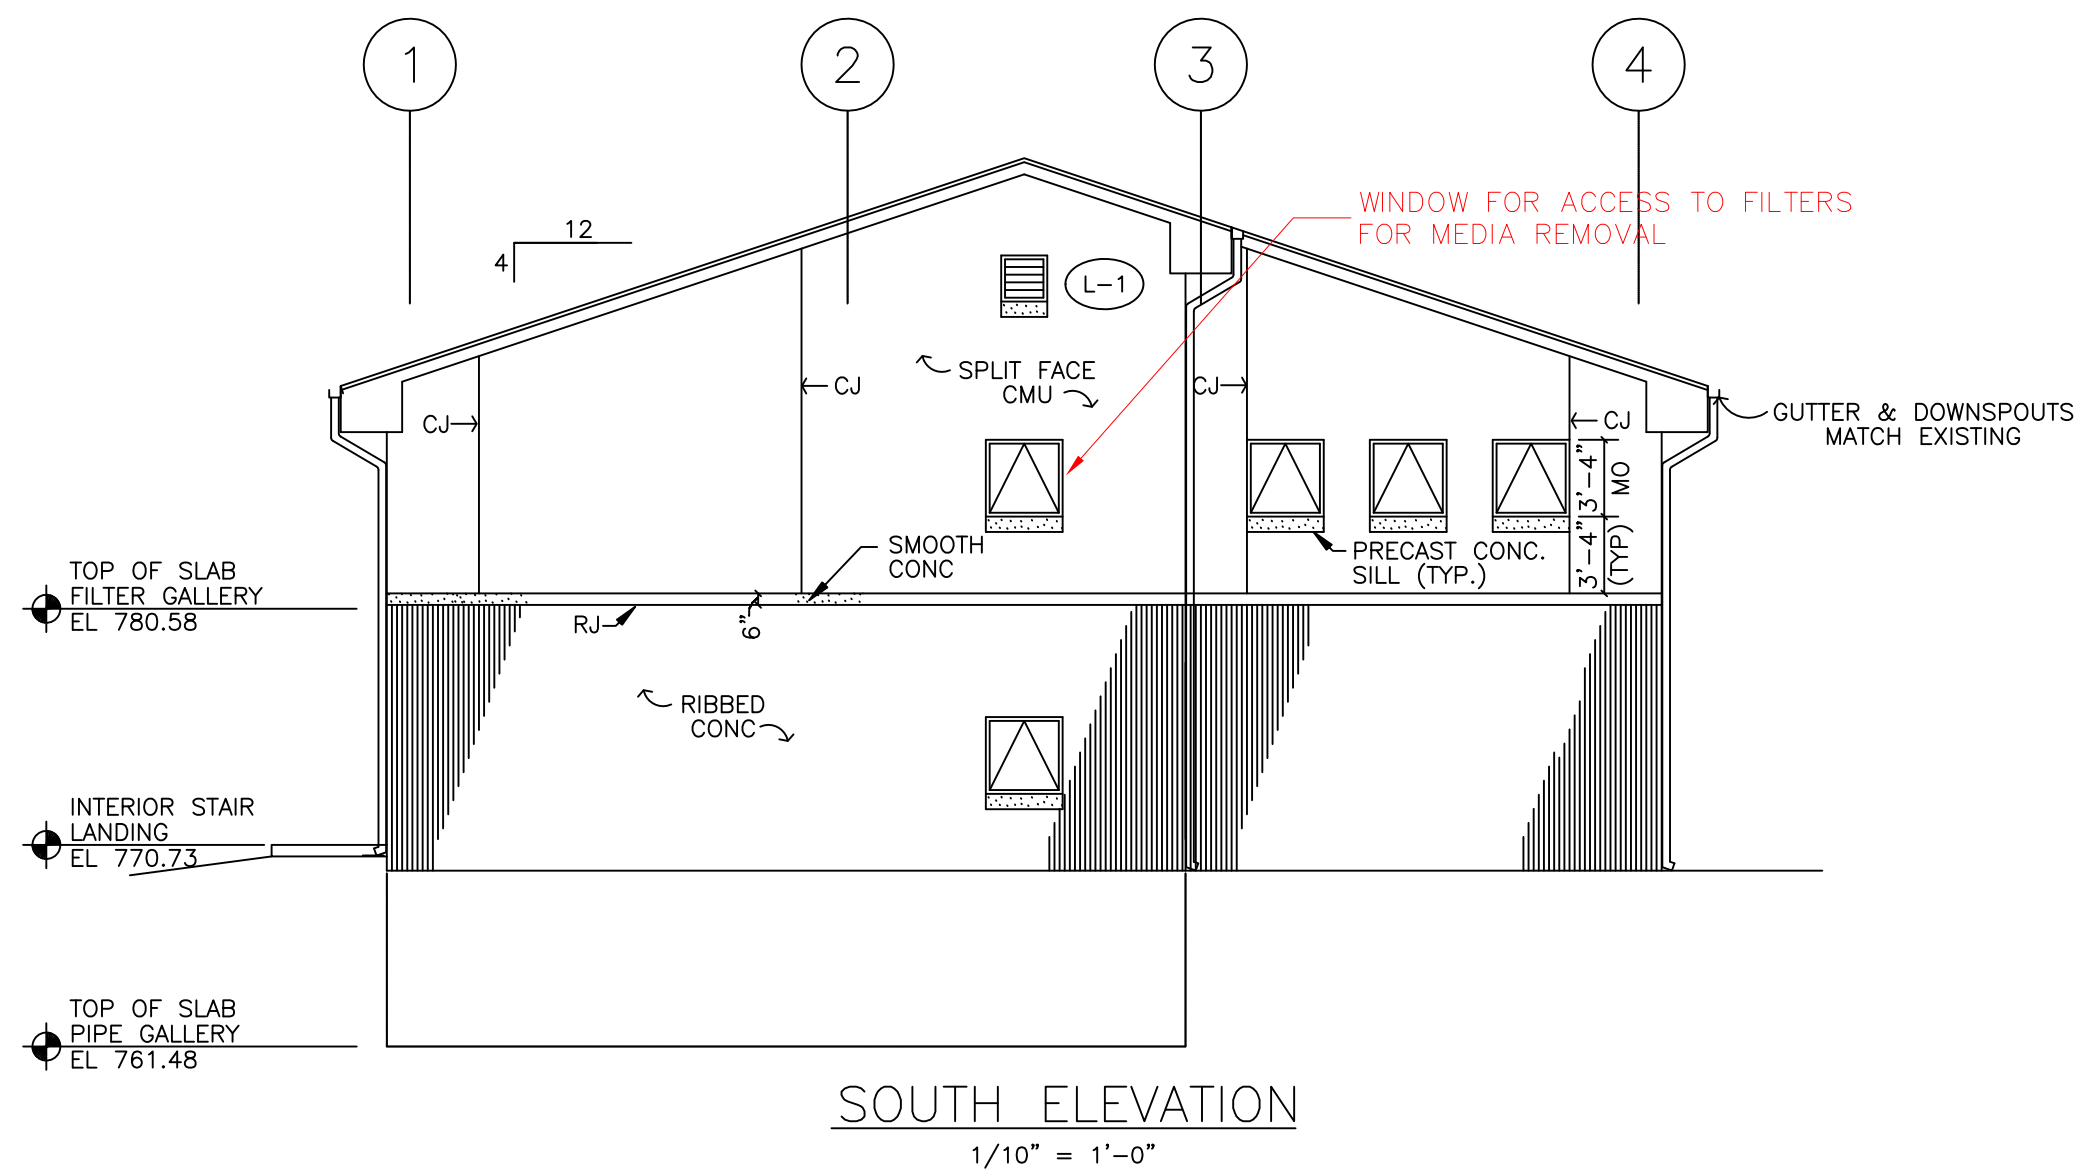 1
2
3
4
WINDOW FOR ACCESS TO FILTERS
FOR MEDIA REMOVAL
12
4
L-1
SPLIT FACE
CMU
CJ
CJ
CJ
CJ
GUTTER & DOWNSPOUTS
MATCH EXISTING
3'-4"
MO
3'-4"
(TYP)
SMOOTH
CONC
PRECAST CONC.
SILL (TYP.)
TOP OF SLAB
FILTER GALLERY
EL 780.58
RJ
6"
RIBBED
CONC
INTERIOR STAIR
LANDING
EL 770.73
TOP OF SLAB
PIPE GALLERY
EL 761.48
SOUTH ELEVATION
1/10" = 1'-0"